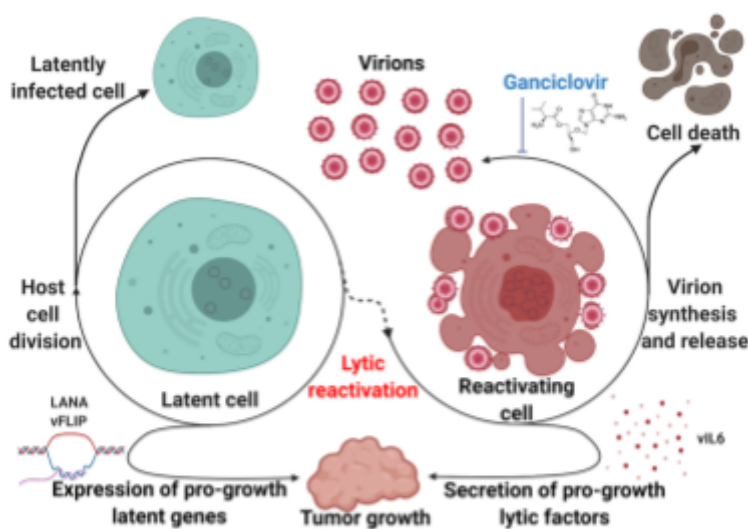 Latently
infected cell
Virions
Ganciclovir
Cell death
Host
cell
division
Virion
synthesis
and release
Lytic
reactivation
Latent cell
Reactivating
cell
LANA
vFLIP
vIL6
Expression of pro-growth
latent genes
Tumor growth
Secretion of pro-growth
lytic factors